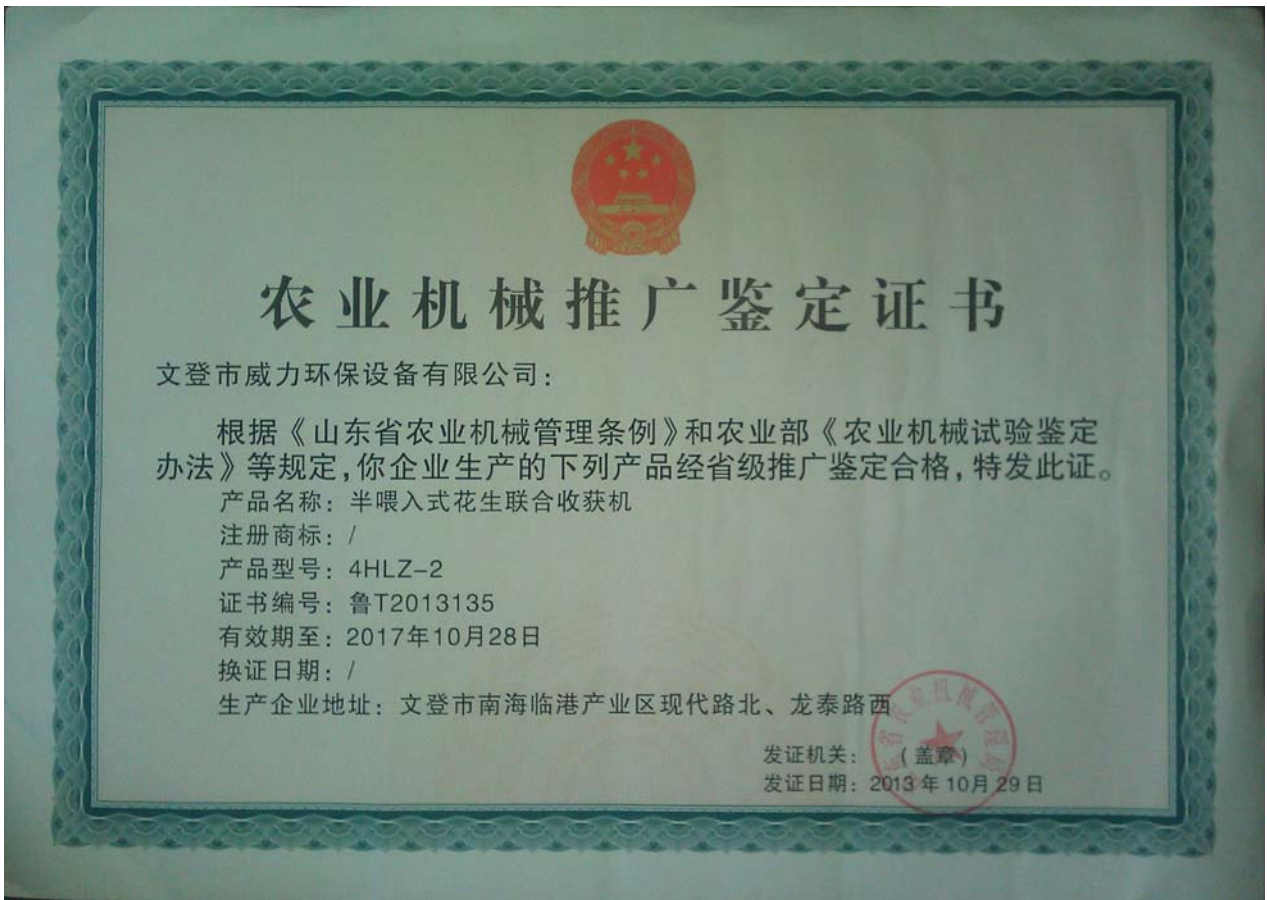 农业机械推广鉴定证书
文登市威力环保设备有限公司：
根据《山东省农业机械管理条例》和农业部《农业机械试验鉴定
办法》等规定，你企业生产的下列产品经省级推广鉴定合格，特发此证。
产品名称：半喂入式花生联合收获机
注册商标：/
产品型号：4HLZ-2
证书编号：鲁T2013135
有效期至：2017年10月28日
换证日期：/
生产企业地址：文登市南海临港产业区现代路北、龙泰路西
发证机关：（盖章）
发证日期：2013年10月29日
省农业机械管理局